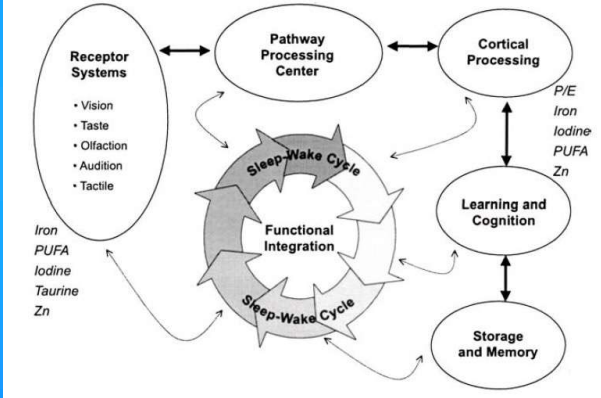 Receptor
Systems
• Vision
• Taste
• Olfaction
• Audition
• Tactile
Pathway
Processing
Center
Cortical
Processing
P/E
Iron
Iodine
PUFA
Zn
Sleep-Wake Cycle
Functional
Integration
Sleep-Wake Cycle
Learning and
Cognition
Storage
and Memory
Iron
PUFA
Iodine
Taurine
Zn